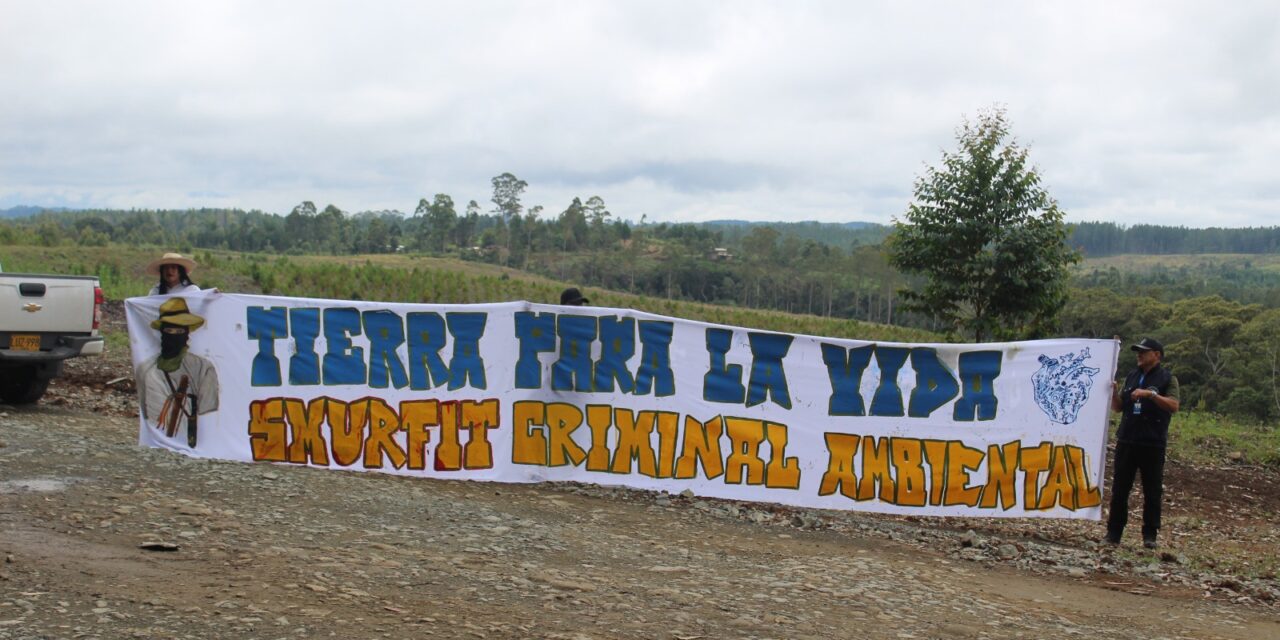 TIERRA PARA LA VIDA
SMURFIT CRIMINAL AMBIENTAL